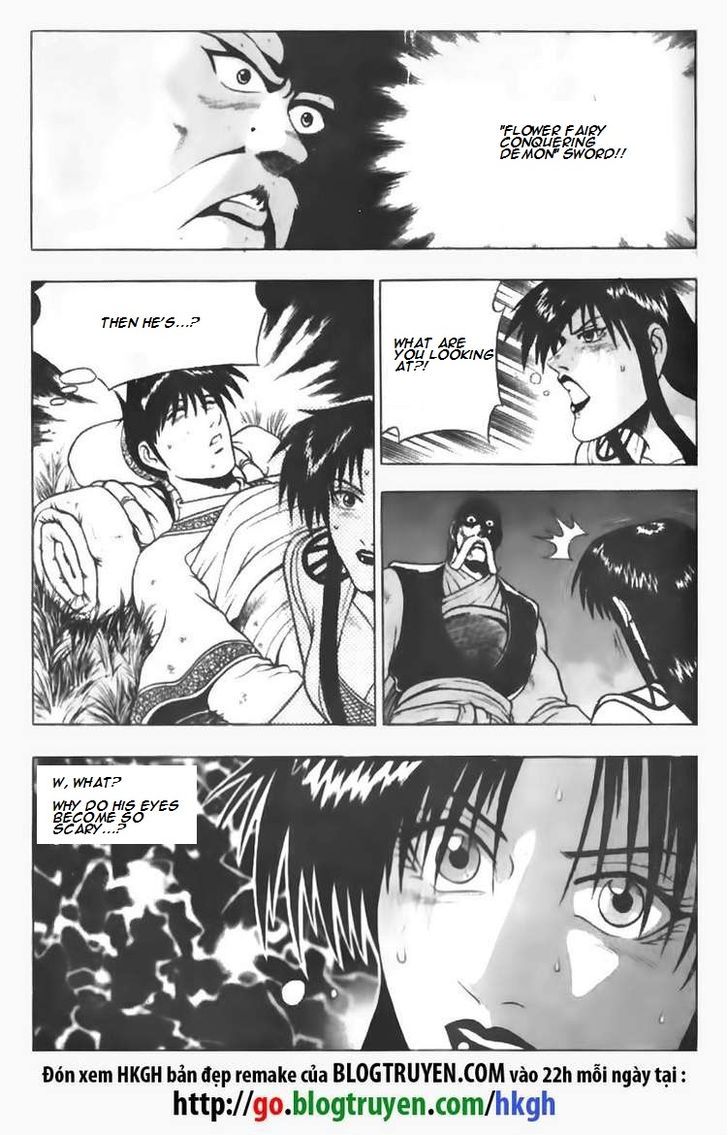 "FLOWER FAIRY
CONQUERING
DEMON" SWORD!!
THEN HE'S...?
WHAT ARE
YOU LOOKING
AT?!
W, WHAT?
WHY DO HIS EYES
BECOME SO
SCARY...?
Đón xem HKGH bản đẹp remake của BLOGTRUYEN.COM vào 22h mỗi ngày tại :
http://go.blogtruyen.com/hkgh